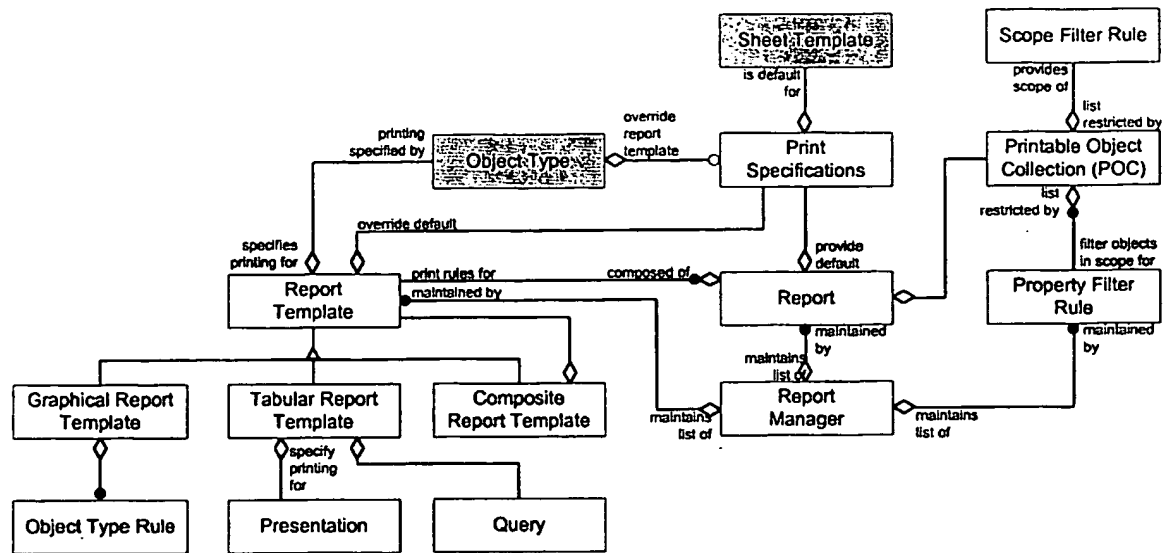 Sheet Template
Scope Filter Rule
is default
for
provides
scope of
list
restricted by
override
report
template
printing
specified by
Object Type
Print
Specifications
Printable Object
Collection (POC)
list
restricted by
override default
specifies
printing for
provide
default
filter objects
in scope for
print rules for
composed of
maintained by
Report
Template
Report
Property Filter
Rule
maintained
by
maintained
by
maintains
list of
Graphical Report
Template
Tabular Report
Template
Composite
Report Template
Report
Manager
maintains
list of
maintains
list of
specify
printing
for
Object Type Rule
Presentation
Query